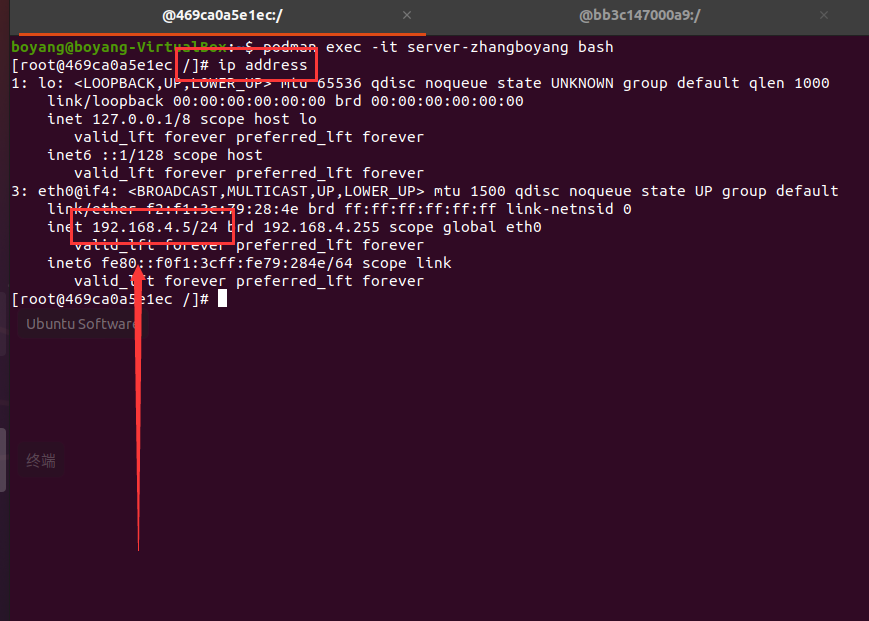 @469ca0a5e1ec:/ × @bb3c147000a9:/ ×
boyang@boyang-VirtualBox:~$ podman exec -it server-zhangboyang bash
[root@469ca0a5e1ec /]# ip address
1: lo: <LOOPBACK,UP,LOWER_UP> mtu 65536 qdisc noqueue state UNKNOWN group default qlen 1000
    link/loopback 00:00:00:00:00:00 brd 00:00:00:00:00:00
    inet 127.0.0.1/8 scope host lo
       valid_lft forever preferred_lft forever
    inet6 ::1/128 scope host
       valid_lft forever preferred_lft forever
3: eth0@if4: <BROADCAST,MULTICAST,UP,LOWER_UP> mtu 1500 qdisc noqueue state UP group default
    link/ether f2:f1:3c:79:28:4e brd ff:ff:ff:ff:ff:ff link-netnsid 0
    inet 192.168.4.5/24 brd 192.168.4.255 scope global eth0
       valid_lft forever preferred_lft forever
    inet6 fe80::f0f1:3cff:fe79:284e/64 scope link
       valid_lft forever preferred_lft forever
[root@469ca0a5e1ec /]#
Ubuntu Software
终端